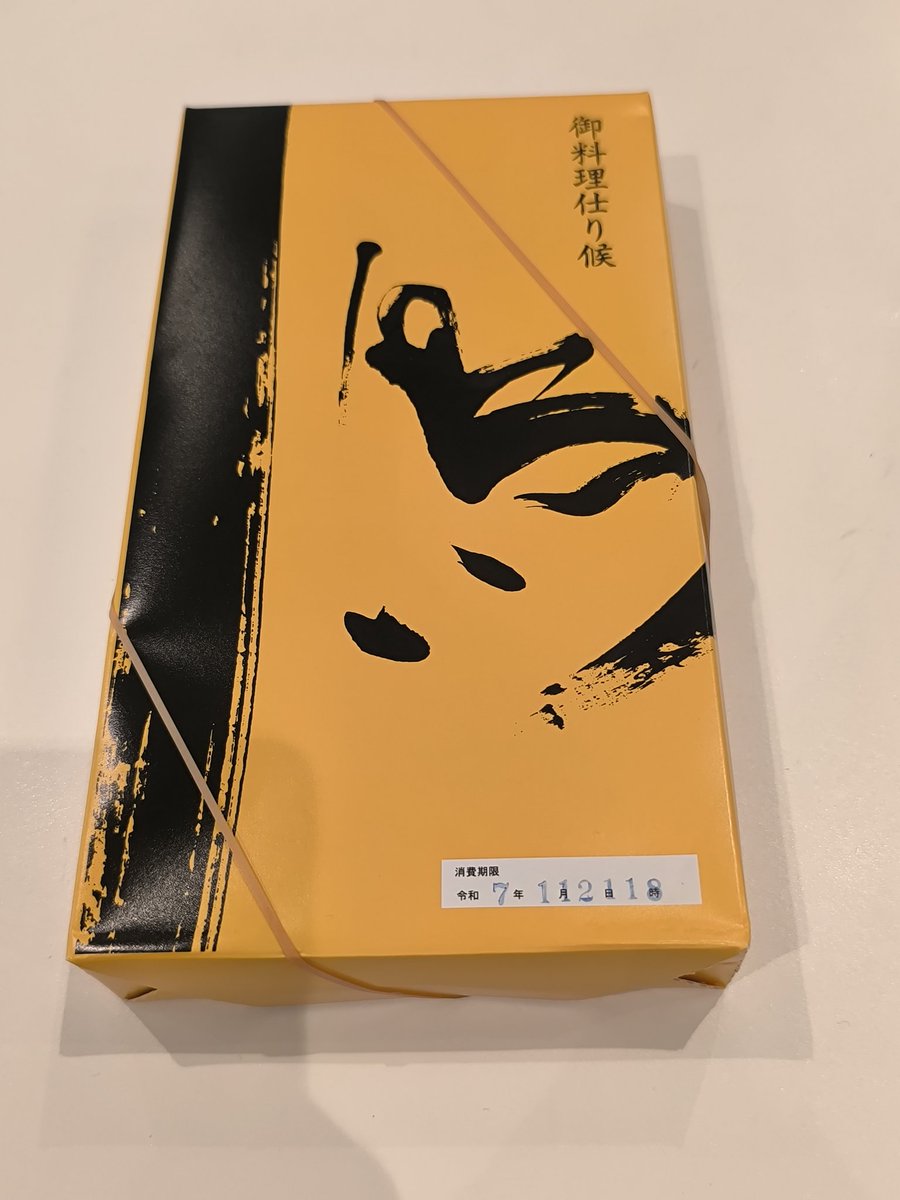 御料理仕り候
消費期限
令和 7年 11月21日18時